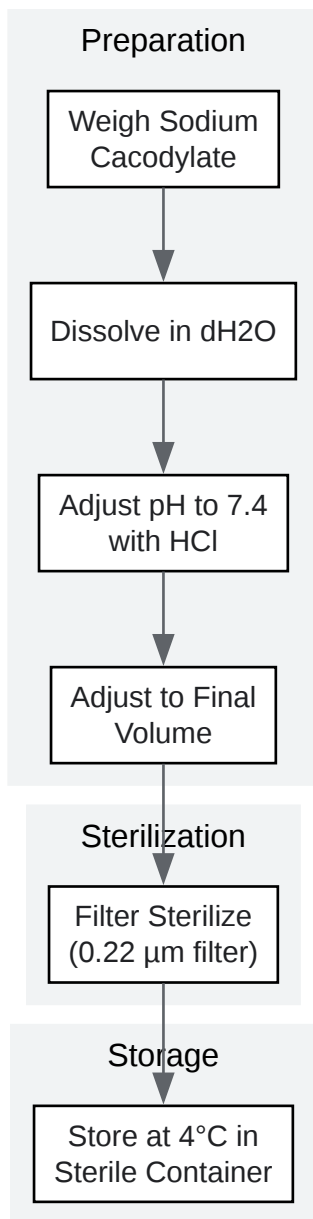 Preparation
Weigh Sodium
Cacodylate
Dissolve in dH2O
Adjust pH to 7.4
with HCl
Adjust to Final
Volume
Sterilization
Filter Sterilize
(0.22 µm filter)
Storage
Store at 4°C in
Sterile Container